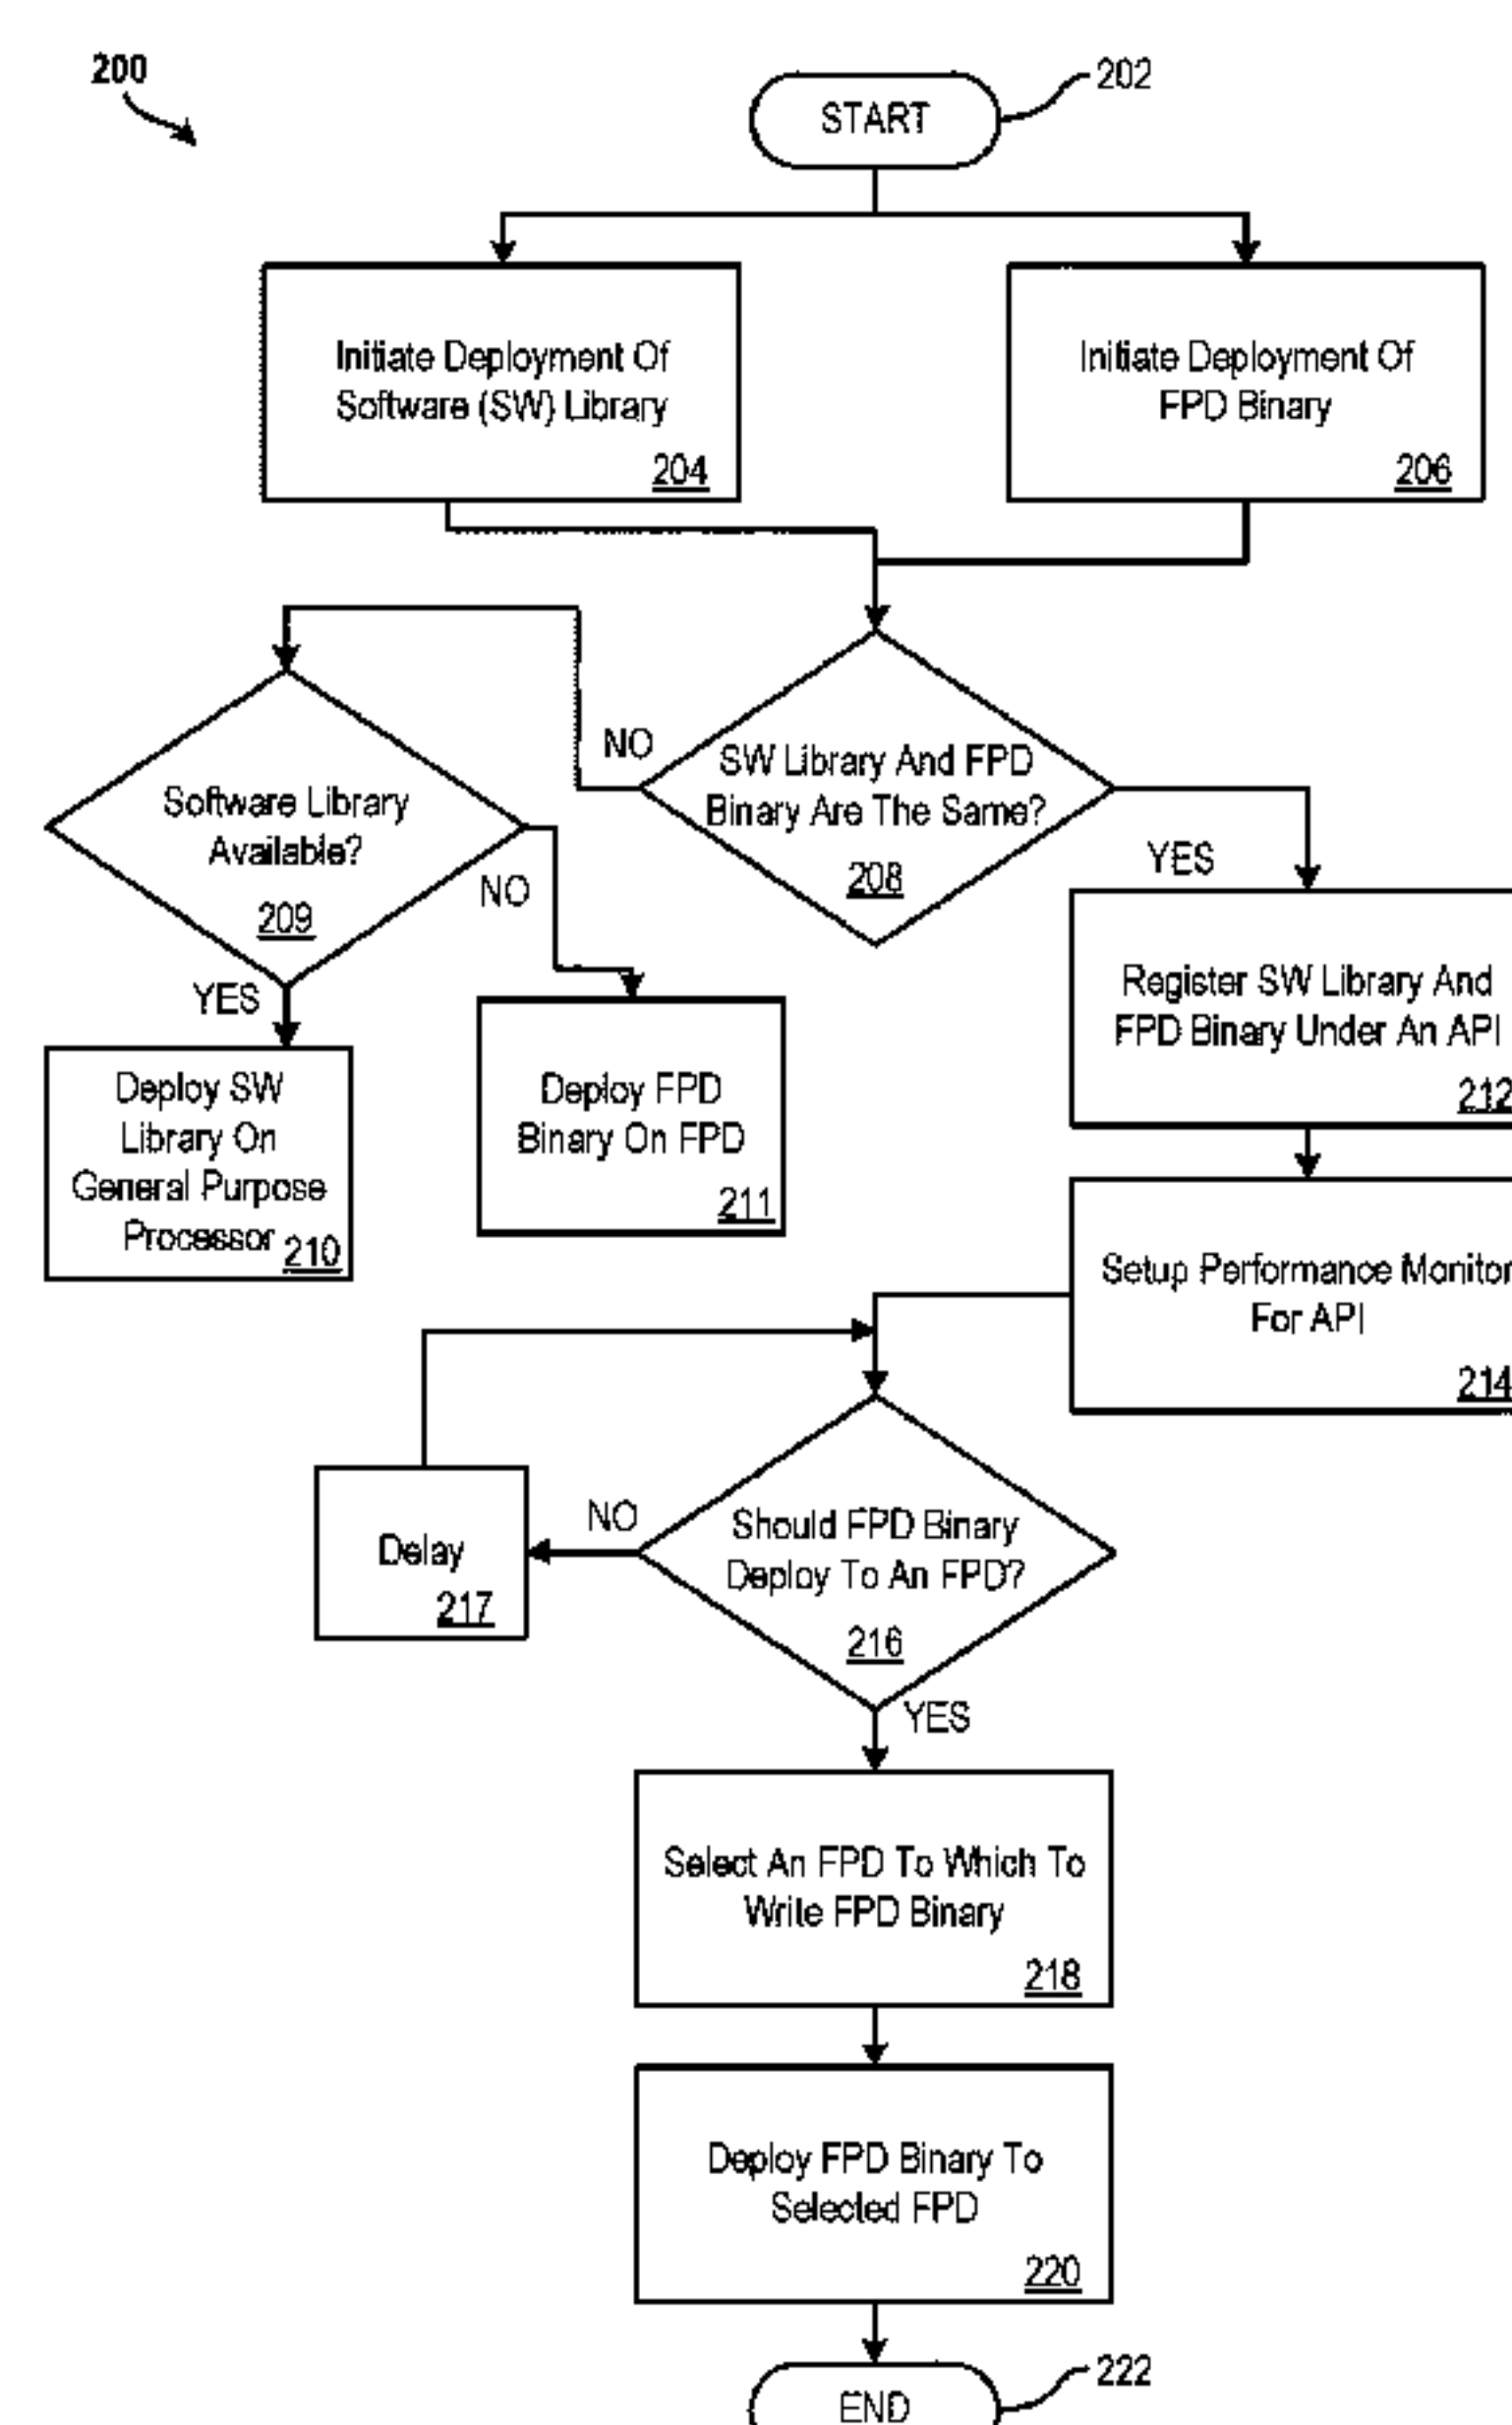 200
START
202
Initiate Deployment Of
Software (SW) Library
204
Initiate Deployment Of
FPD Binary
206
SW Library And FPD
Binary Are The Same?
208
NO
YES
Software Library
Available?
209
NO
YES
Deploy SW
Library On
General Purpose
Processor
210
Deploy FPD
Binary On FPD
211
Register SW Library And
FPD Binary Under An API
212
Setup Performance Monitor
For API
214
Should FPD Binary
Deploy To An FPD?
216
NO
YES
Delay
217
Select An FPD To Which To
Write FPD Binary
218
Deploy FPD Binary To
Selected FPD
220
END
222